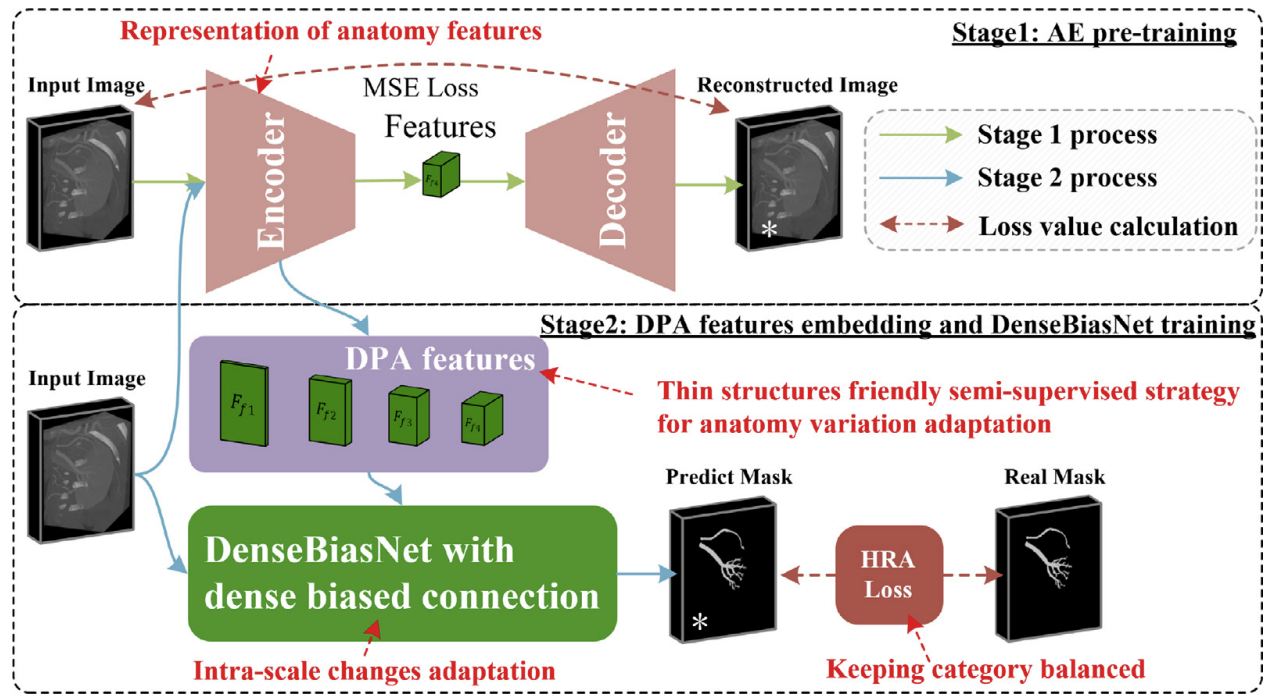 Representation of anatomy features
Stage1: AE pre-training
Input Image
MSE Loss
Reconstructed Image
Features
Encoder
F_{f4}
Decoder
*
Stage 1 process
Stage 2 process
Loss value calculation
Stage2: DPA features embedding and DenseBiasNet training
Input Image
DPA features
F_{f1}
F_{f2}
F_{f3}
F_{f4}
Thin structures friendly semi-supervised strategy
for anatomy variation adaptation
Predict Mask
Real Mask
DenseBiasNet with
dense biased connection
HRA
Loss
*
Intra-scale changes adaptation
Keeping category balanced